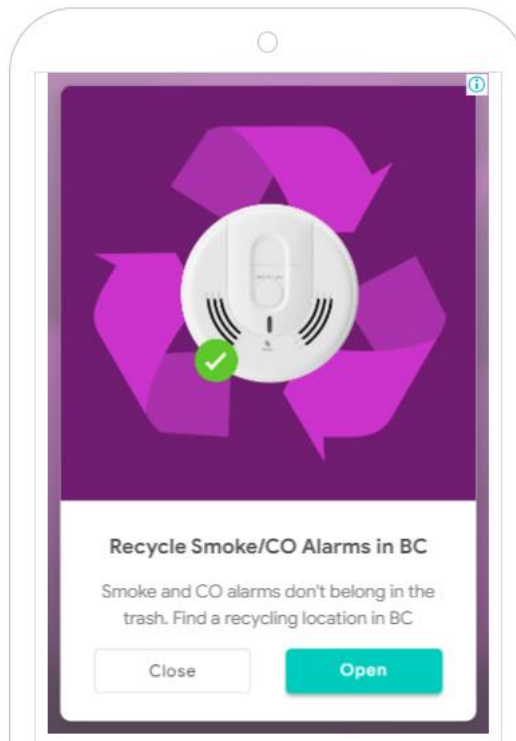 Recycle Smoke/CO Alarms in BC
Smoke and CO alarms don't belong in the
trash. Find a recycling location in BC
Close
Open